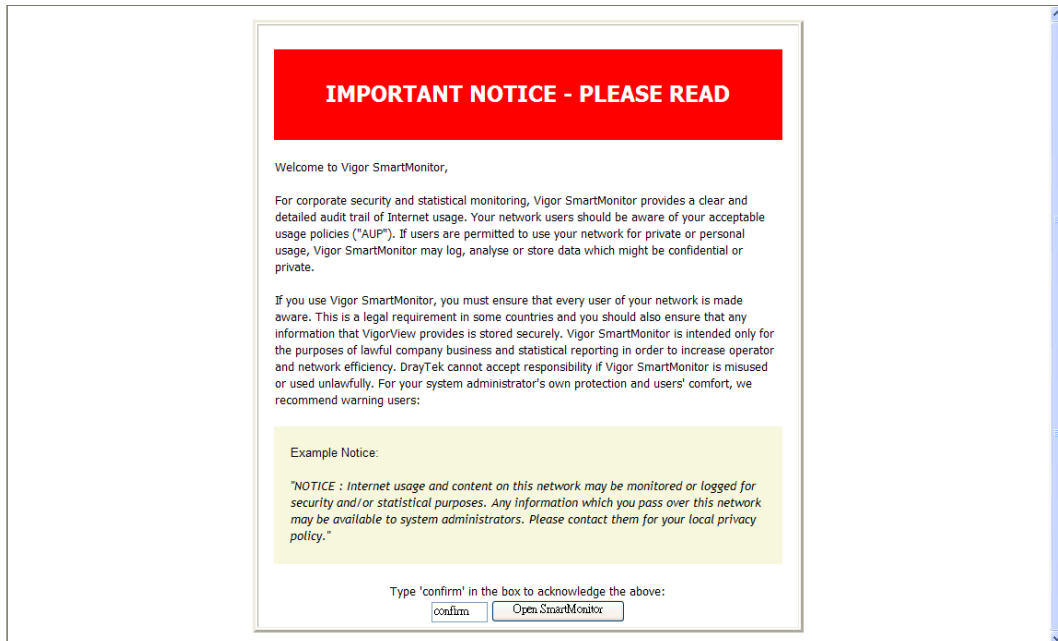 IMPORTANT NOTICE - PLEASE READ
Welcome to Vigor SmartMonitor,
For corporate security and statistical monitoring, Vigor SmartMonitor provides a clear and
detailed audit trail of Internet usage. Your network users should be aware of your acceptable
usage policies ("AUP"). If users are permitted to use your network for private or personal
usage, Vigor SmartMonitor may log, analyse or store data which might be confidential or
private.
If you use Vigor SmartMonitor, you must ensure that every user of your network is made
aware. This is a legal requirement in some countries and you should also ensure that any
information that VigorView provides is stored securely. Vigor SmartMonitor is intended only for
the purposes of lawful company business and statistical reporting in order to increase operator
and network efficiency. DrayTek cannot accept responsibility if Vigor SmartMonitor is misused
or used unlawfully. For your system administrator's own protection and users' comfort, we
recommend warning users:
Example Notice:
"NOTICE : Internet usage and content on this network may be monitored or logged for
security and/or statistical purposes. Any information which you pass over this network
may be available to system administrators. Please contact them for your local privacy
policy."
Type 'confirm' in the box to acknowledge the above:
confirm Open SmartMonitor